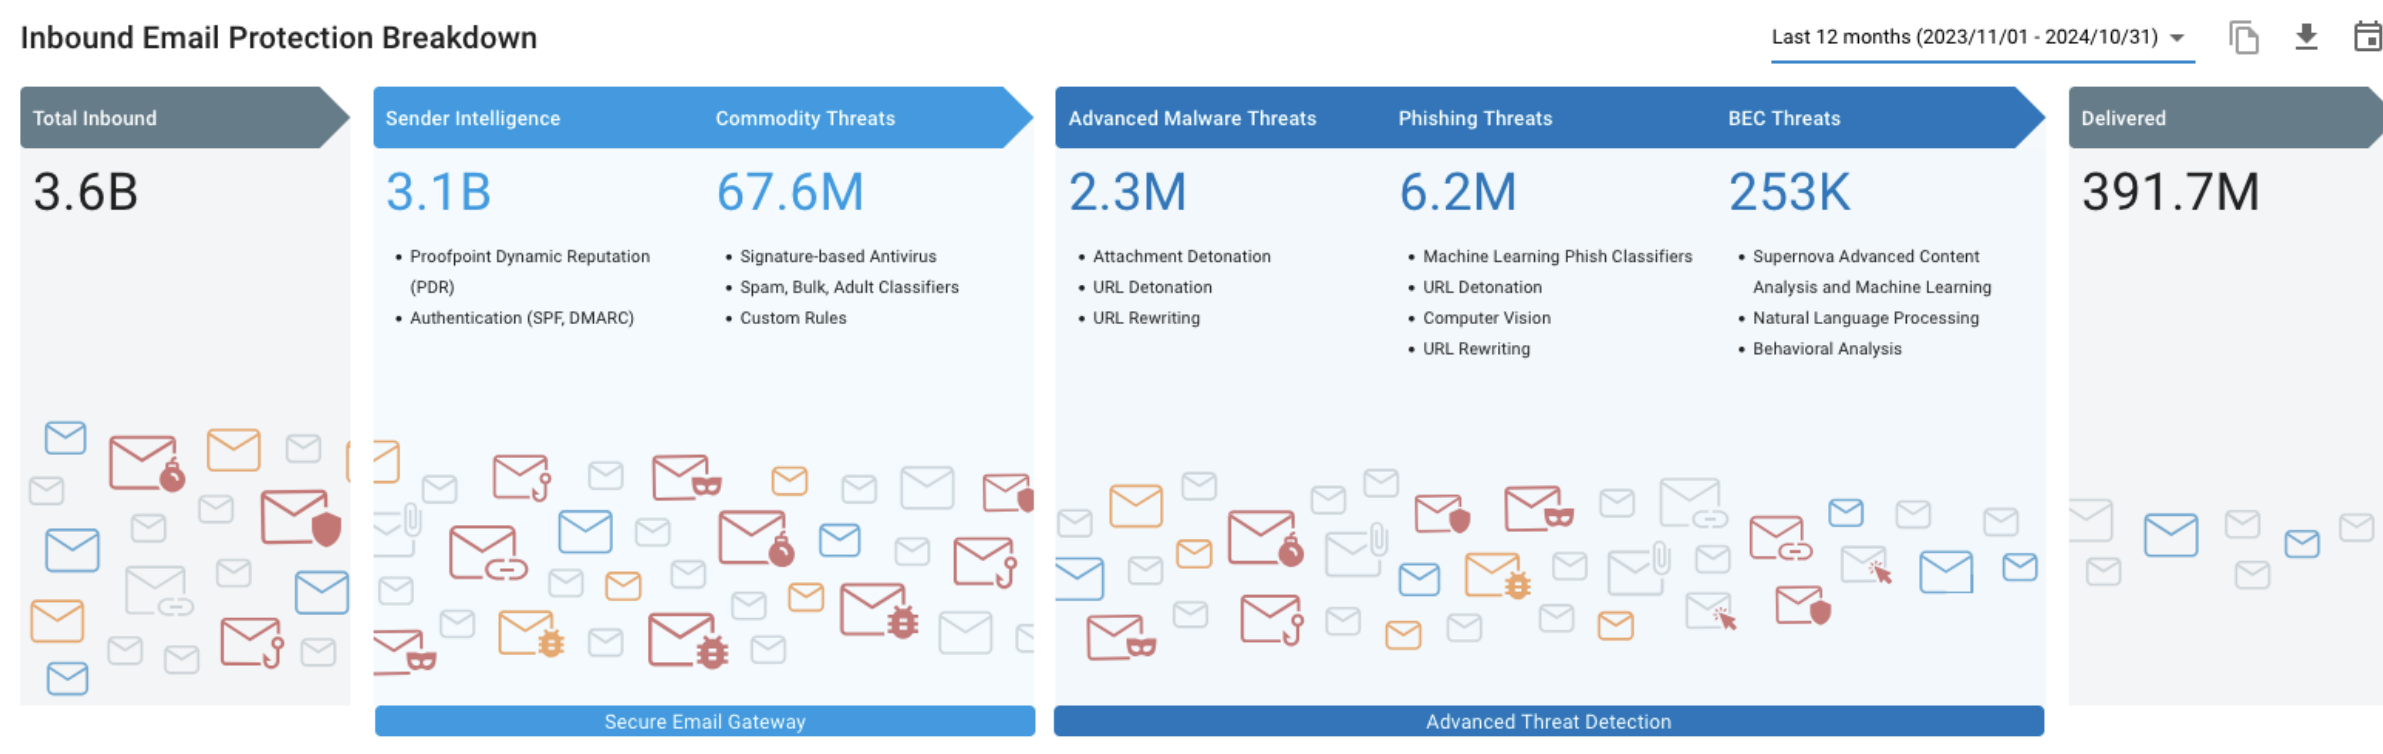 Inbound Email Protection Breakdown
Last 12 months (2023/11/01 - 2024/10/31)
Total Inbound
3.6B
Sender Intelligence
3.1B
• Proofpoint Dynamic Reputation
(PDR)
• Authentication (SPF, DMARC)
Commodity Threats
67.6M
• Signature-based Antivirus
• Spam, Bulk, Adult Classifiers
• Custom Rules
Secure Email Gateway
Advanced Malware Threats
2.3M
• Attachment Detonation
• URL Detonation
• URL Rewriting
Phishing Threats
6.2M
• Machine Learning Phish Classifiers
• URL Detonation
• Computer Vision
• URL Rewriting
BEC Threats
253K
• Supernova Advanced Content
Analysis and Machine Learning
• Natural Language Processing
• Behavioral Analysis
Advanced Threat Detection
Delivered
391.7M